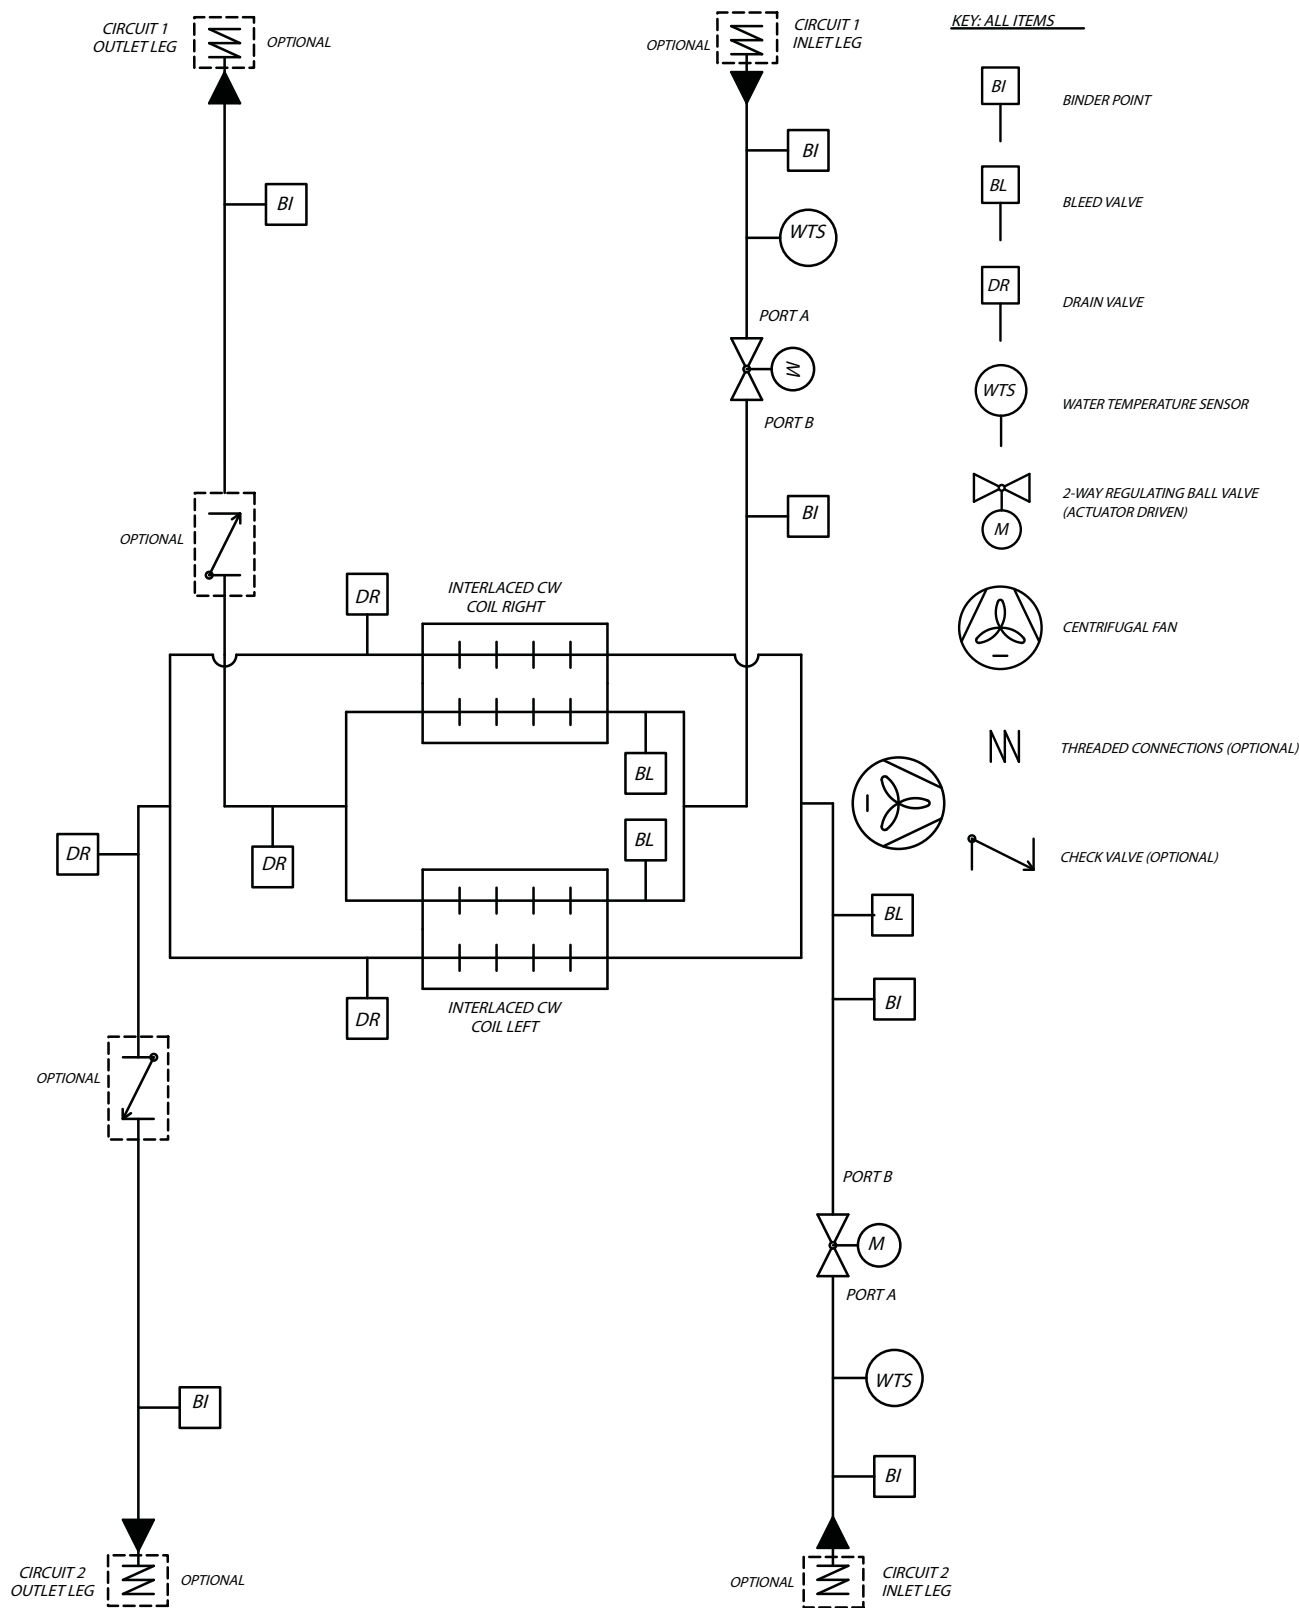 CIRCUIT 1
OUTLET LEG
OPTIONAL
OPTIONAL
CIRCUIT 1
INLET LEG
KEY: ALL ITEMS
BI
BINDER POINT
BI
BL
BLEED VALVE
BI
WTS
DR
DRAIN VALVE
PORT A
M
WTS
WATER TEMPERATURE SENSOR
PORT B
2-WAY REGULATING BALL VALVE
(ACTUATOR DRIVEN)
M
BI
OPTIONAL
DR
INTERLACED CW
COIL RIGHT
CENTRIFUGAL FAN
BL
THREADED CONNECTIONS (OPTIONAL)
BL
DR
DR
CHECK VALVE (OPTIONAL)
BL
BI
DR
INTERLACED CW
COIL LEFT
OPTIONAL
PORT B
M
PORT A
WTS
BI
BI
CIRCUIT 2
OUTLET LEG
OPTIONAL
OPTIONAL
CIRCUIT 2
INLET LEG